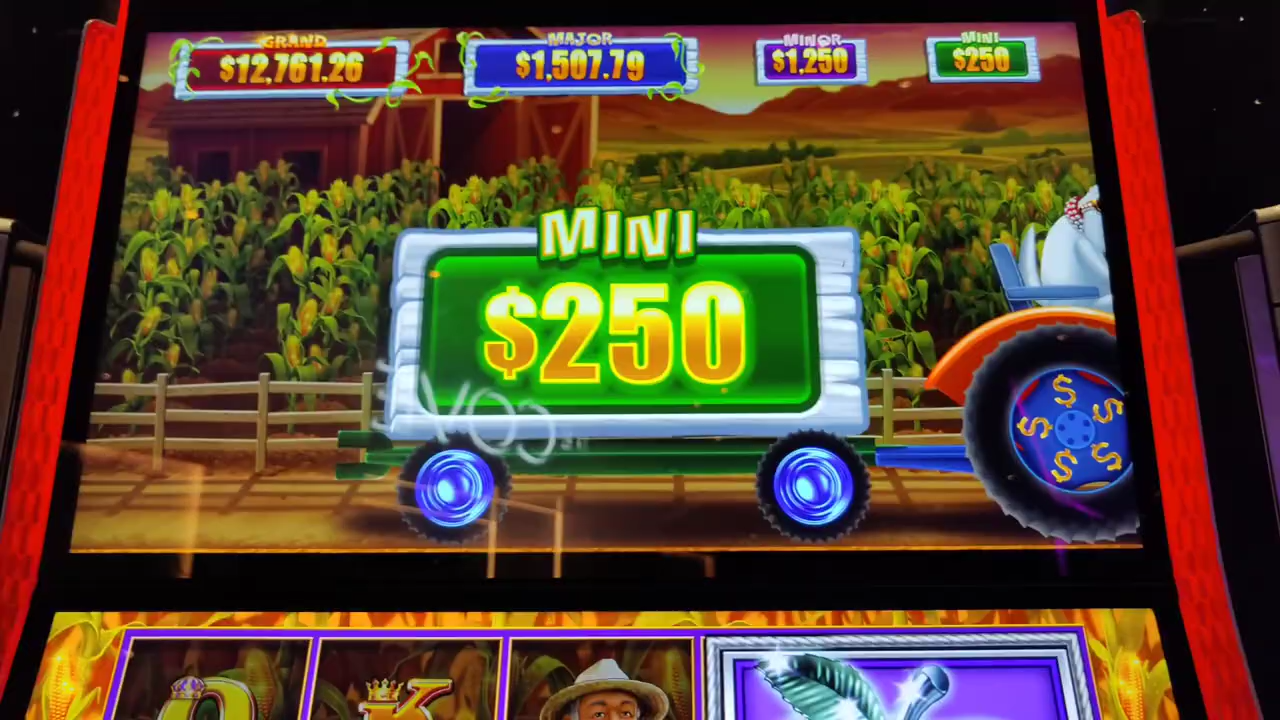 GRAND
$12,761.26
MAJOR
$1,507.79
MINOR
$1,250
MINI
$250
MINI
$250
$ $ $ $ $
Q
K